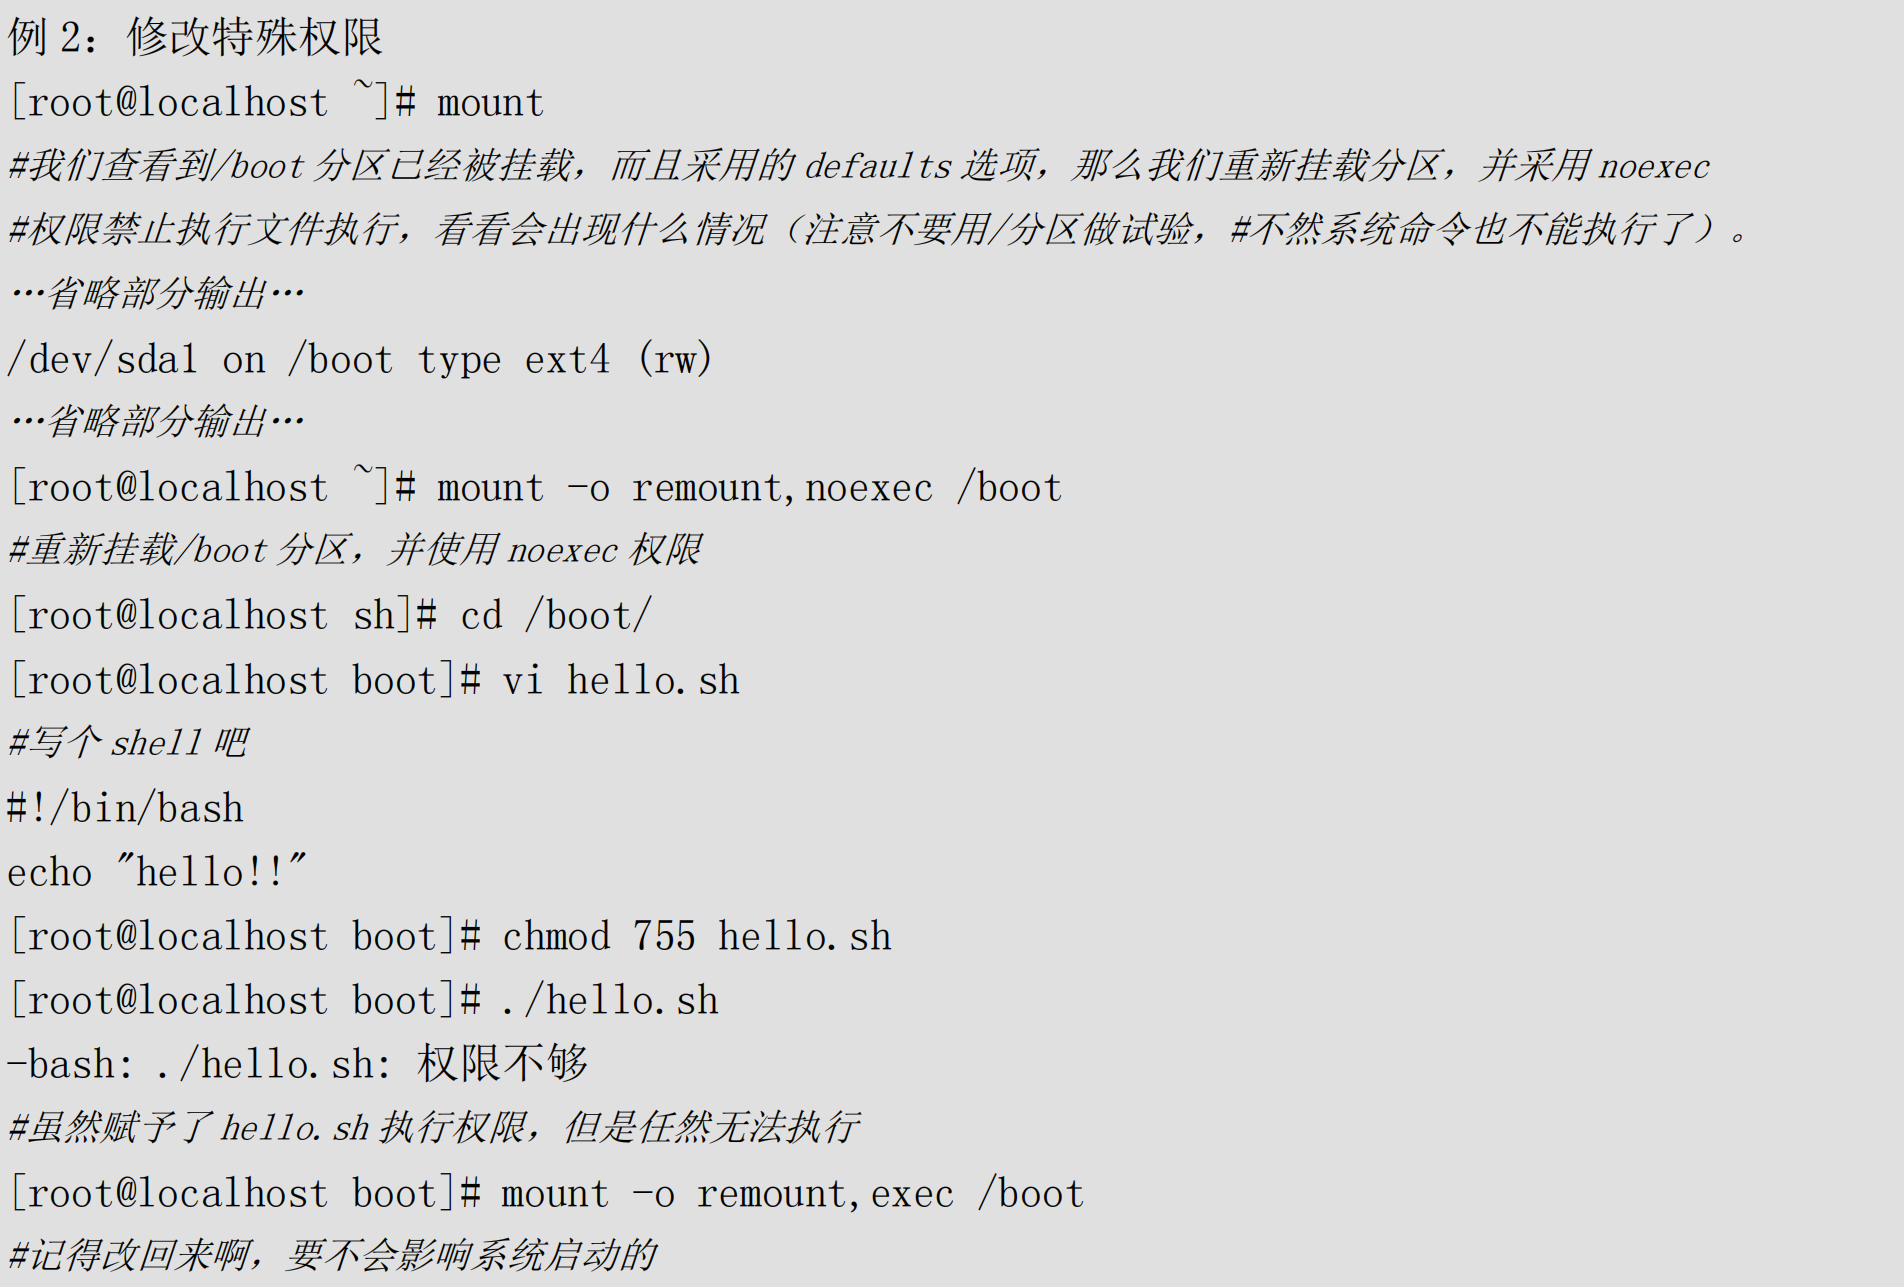 例 2：修改特殊权限
[root@localhost ~]# mount
#我们查看到/boot 分区已经被挂载，而且采用的 defaults 选项，那么我们重新挂载分区，并采用 noexec
#权限禁止执行文件执行，看看会出现什么情况（注意不要用/分区做试验，#不然系统命令也不能执行了）。
…省略部分输出…
/dev/sda1 on /boot type ext4 (rw)
…省略部分输出…
[root@localhost ~]# mount -o remount,noexec /boot
#重新挂载/boot 分区，并使用 noexec 权限
[root@localhost sh]# cd /boot/
[root@localhost boot]# vi hello.sh
#写个 shell 吧
#!/bin/bash
echo "hello!!"
[root@localhost boot]# chmod 755 hello.sh
[root@localhost boot]# ./hello.sh
-bash: ./hello.sh: 权限不够
#虽然赋予了 hello.sh 执行权限，但是任然无法执行
[root@localhost boot]# mount -o remount,exec /boot
#记得改回来啊，要不会影响系统启动的